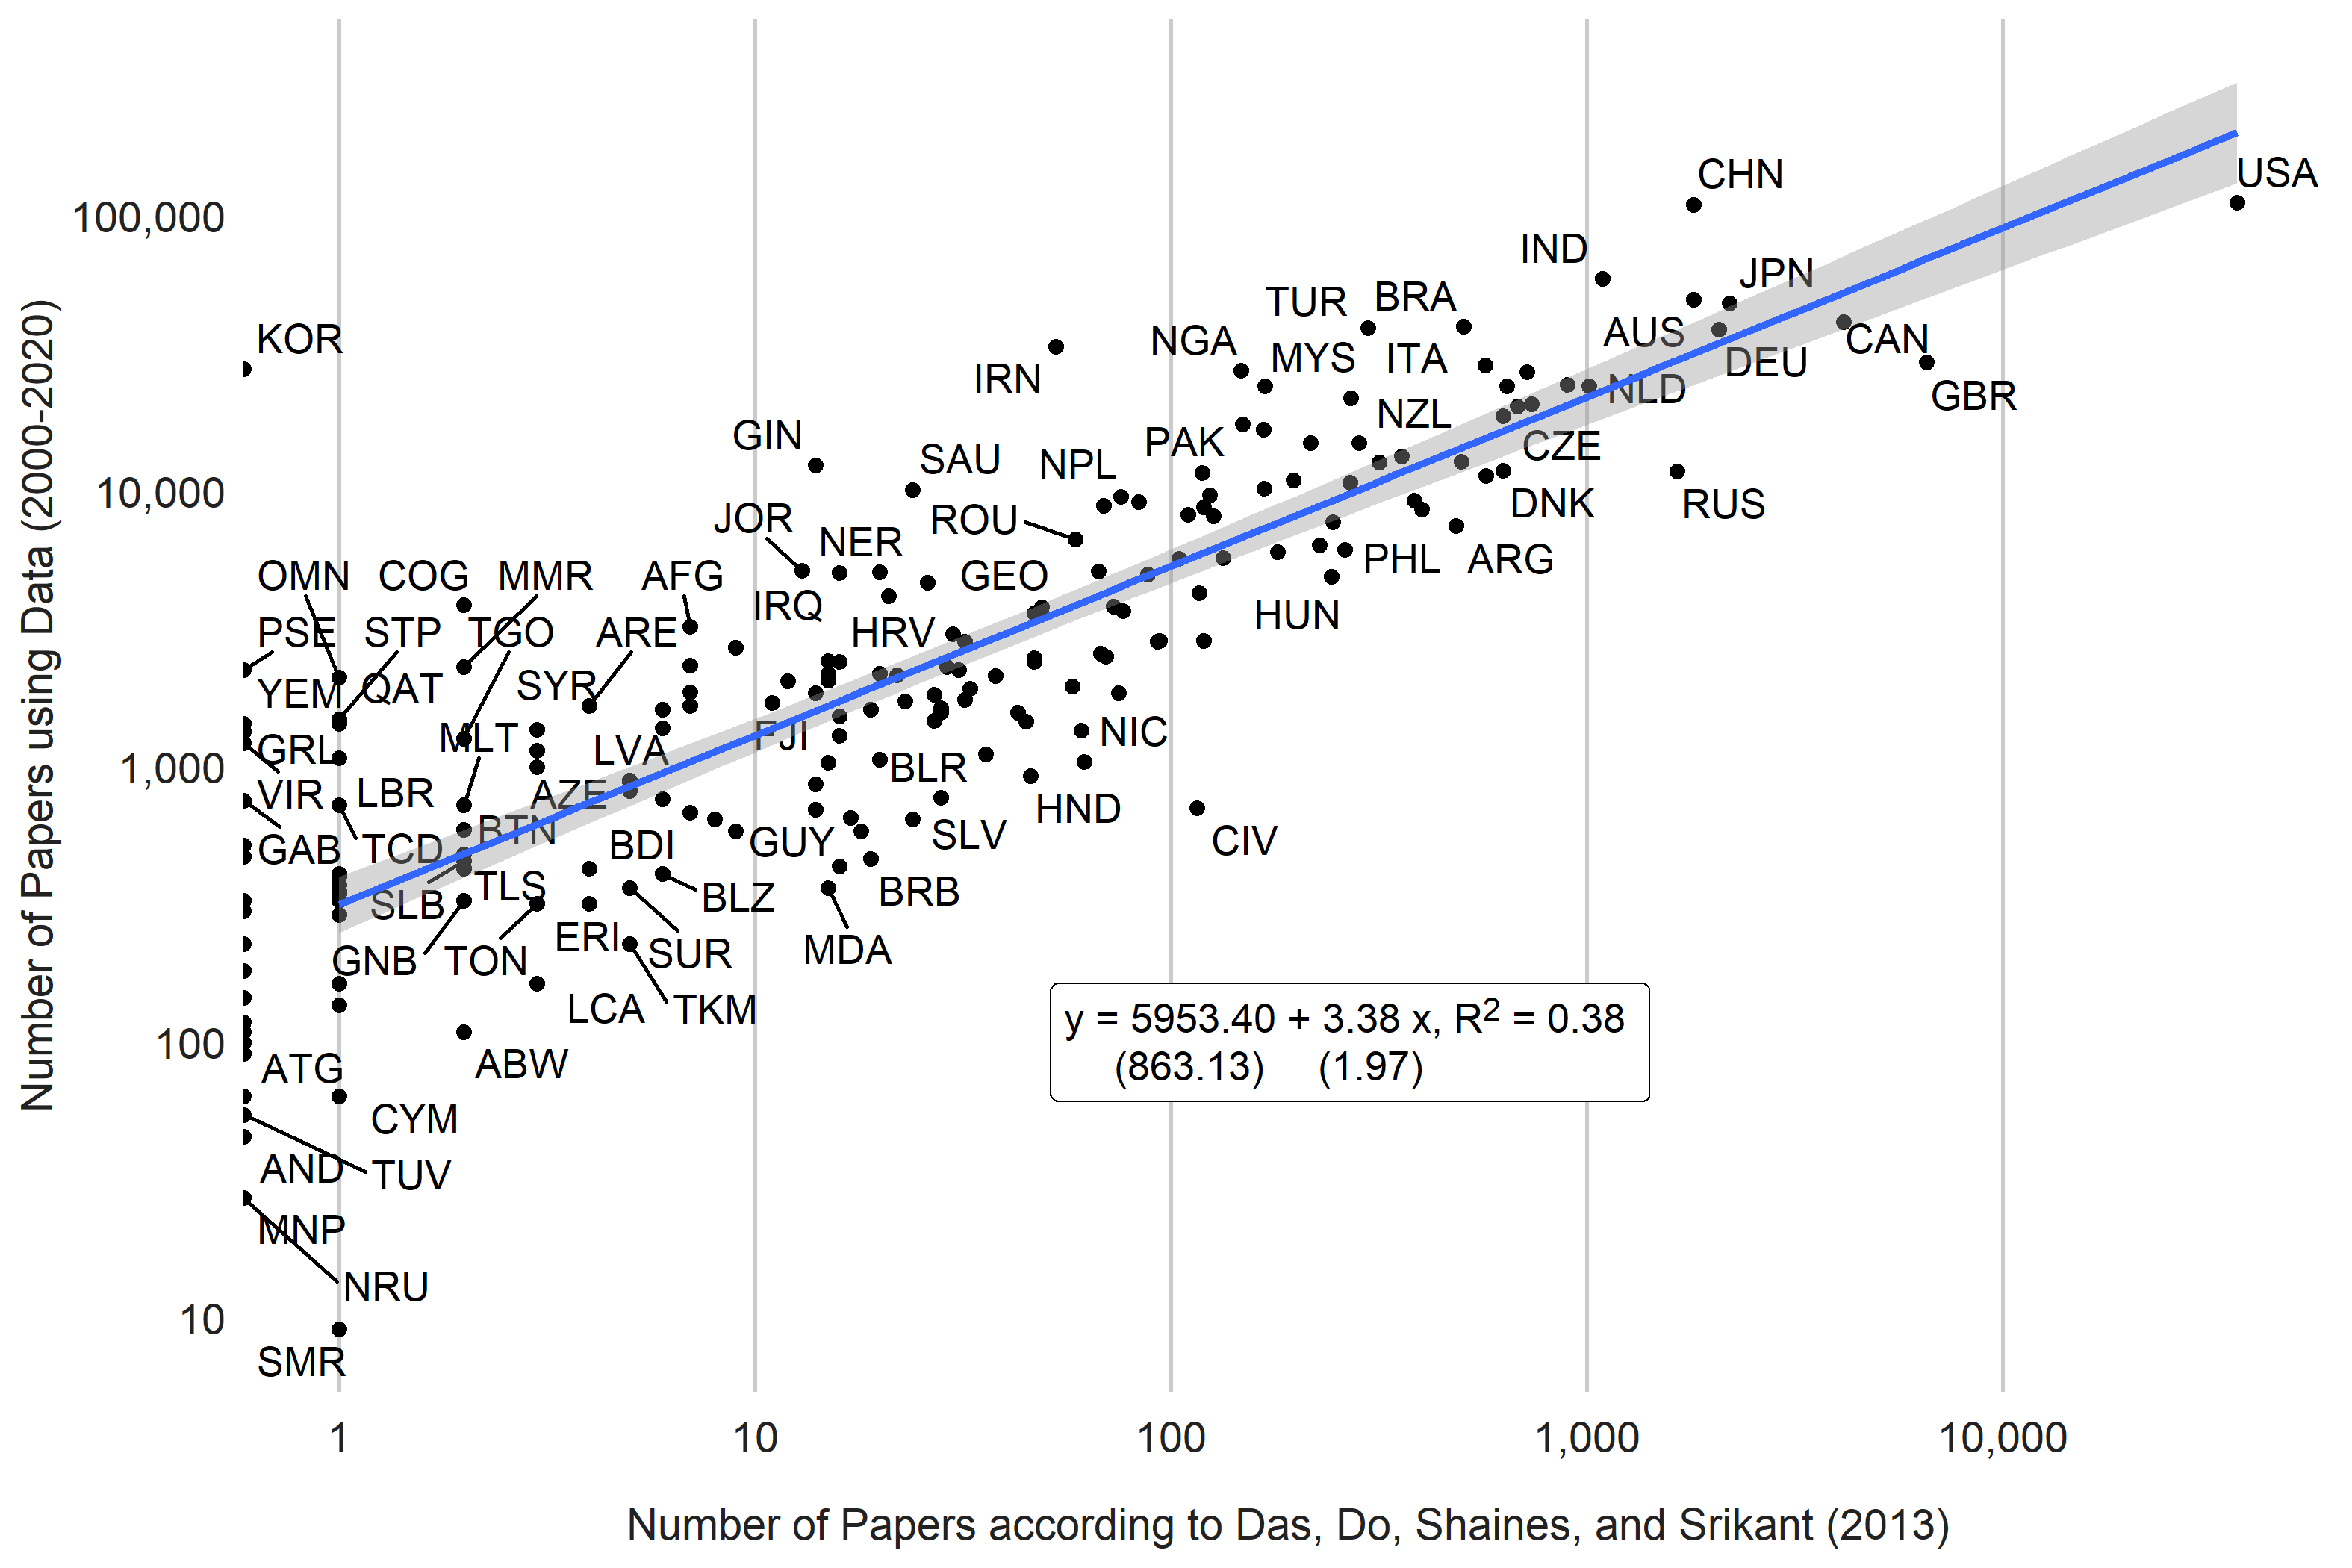 CHN
USA
100,000
IND
JPN
TUR
BRA
KOR
NGA
AUS
CAN
MYS
ITA
DEU
IRN
NLD
GBR
NZL
GIN
PAK
CZE
SAU
NPL
10,000
DNK
RUS
JOR
ROU
NER
PHL
ARG
OMN
COG
MMR
AFG
GEO
IRQ
HUN
PSE
STP
TGO
ARE
HRV
YEM
QAT
SYR
MLT
FJI
NIC
GRL
LVA
1,000
BLR
VIR
LBR
AZE
HND
BTN
GAB
TCD
BDI
GUY
SLV
CIV
TLS
SLB
BLZ
BRB
GNB
TON
ERI
SUR
MDA
LCA
TKM
y = 5953.40 + 3.38 x, R² = 0.38
(863.13) (1.97)
100
ATG
ABW
CYM
AND
TUV
MNP
NRU
10
SMR
1
10
100
1,000
10,000
Number of Papers using Data (2000-2020)
Number of Papers according to Das, Do, Shaines, and Srikant (2013)